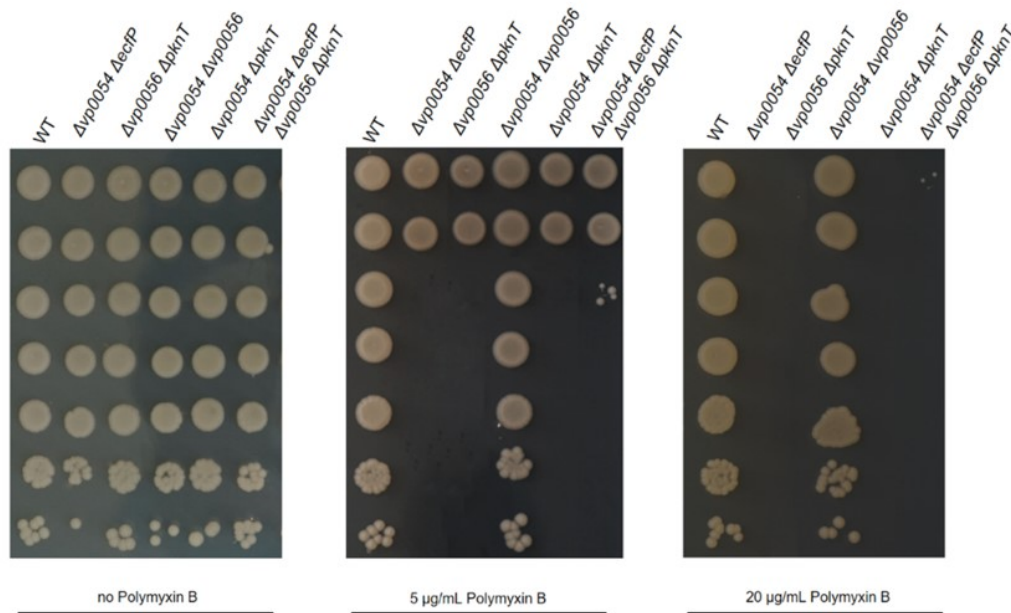 WT
Δvp0054 ΔecfP
Δvp0056 ΔpknT
Δvp0054 Δvp0056
Δvp0054 ΔpknT
Δvp0054 ΔecfP
Δvp0056 ΔpknT
WT
Δvp0054 ΔecfP
Δvp0056 ΔpknT
Δvp0054 Δvp0056
Δvp0054 ΔpknT
Δvp0054 ΔecfP
Δvp0056 ΔpknT
WT
Δvp0054 ΔecfP
Δvp0056 ΔpknT
Δvp0054 Δvp0056
Δvp0054 ΔpknT
Δvp0054 ΔecfP
Δvp0056 ΔpknT
no Polymyxin B
5 µg/mL Polymyxin B
20 µg/mL Polymyxin B